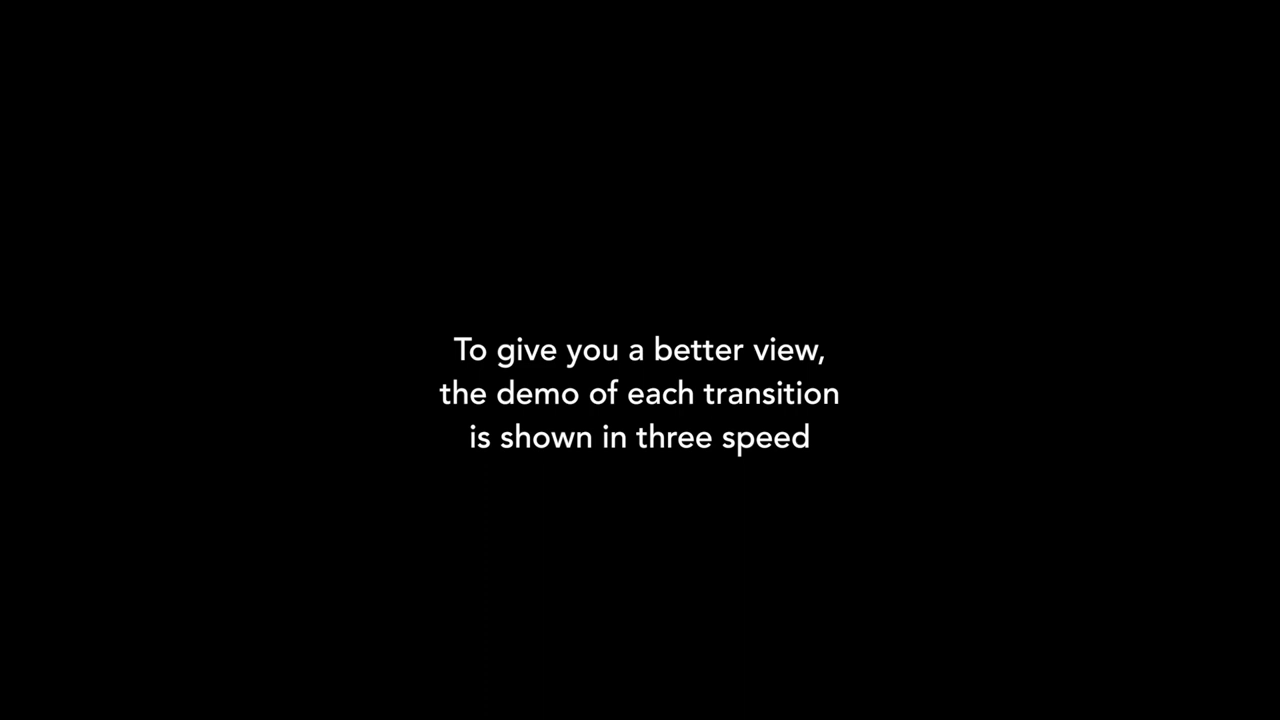 To give you a better view,
the demo of each transition
is shown in three speed